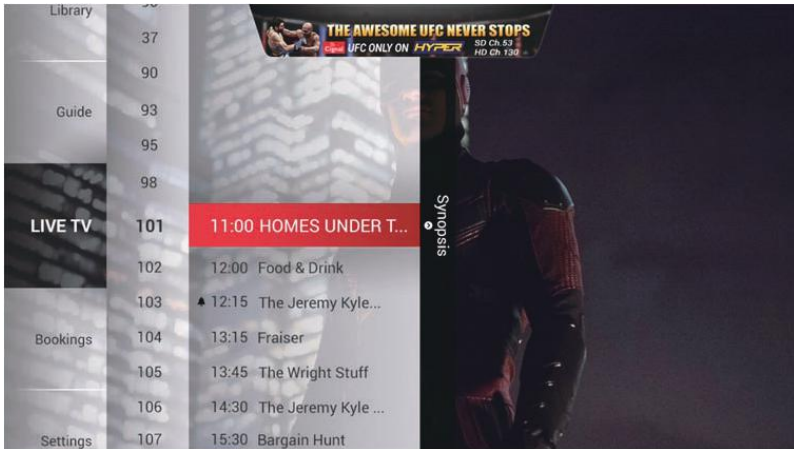 THE AWESOME UFC NEVER STOPS
Cignal UFC ONLY ON HYPER SD Ch.53
HD Ch.130
Library
37
90
Guide
93
95
98
LIVE TV
101
11:00 HOMES UNDER T...
Synopsis
102
12:00 Food & Drink
103
12:15 The Jeremy Kyle...
Bookings
104
13:15 Fraiser
105
13:45 The Wright Stuff
106
14:30 The Jeremy Kyle ...
Settings
107
15:30 Bargain Hunt